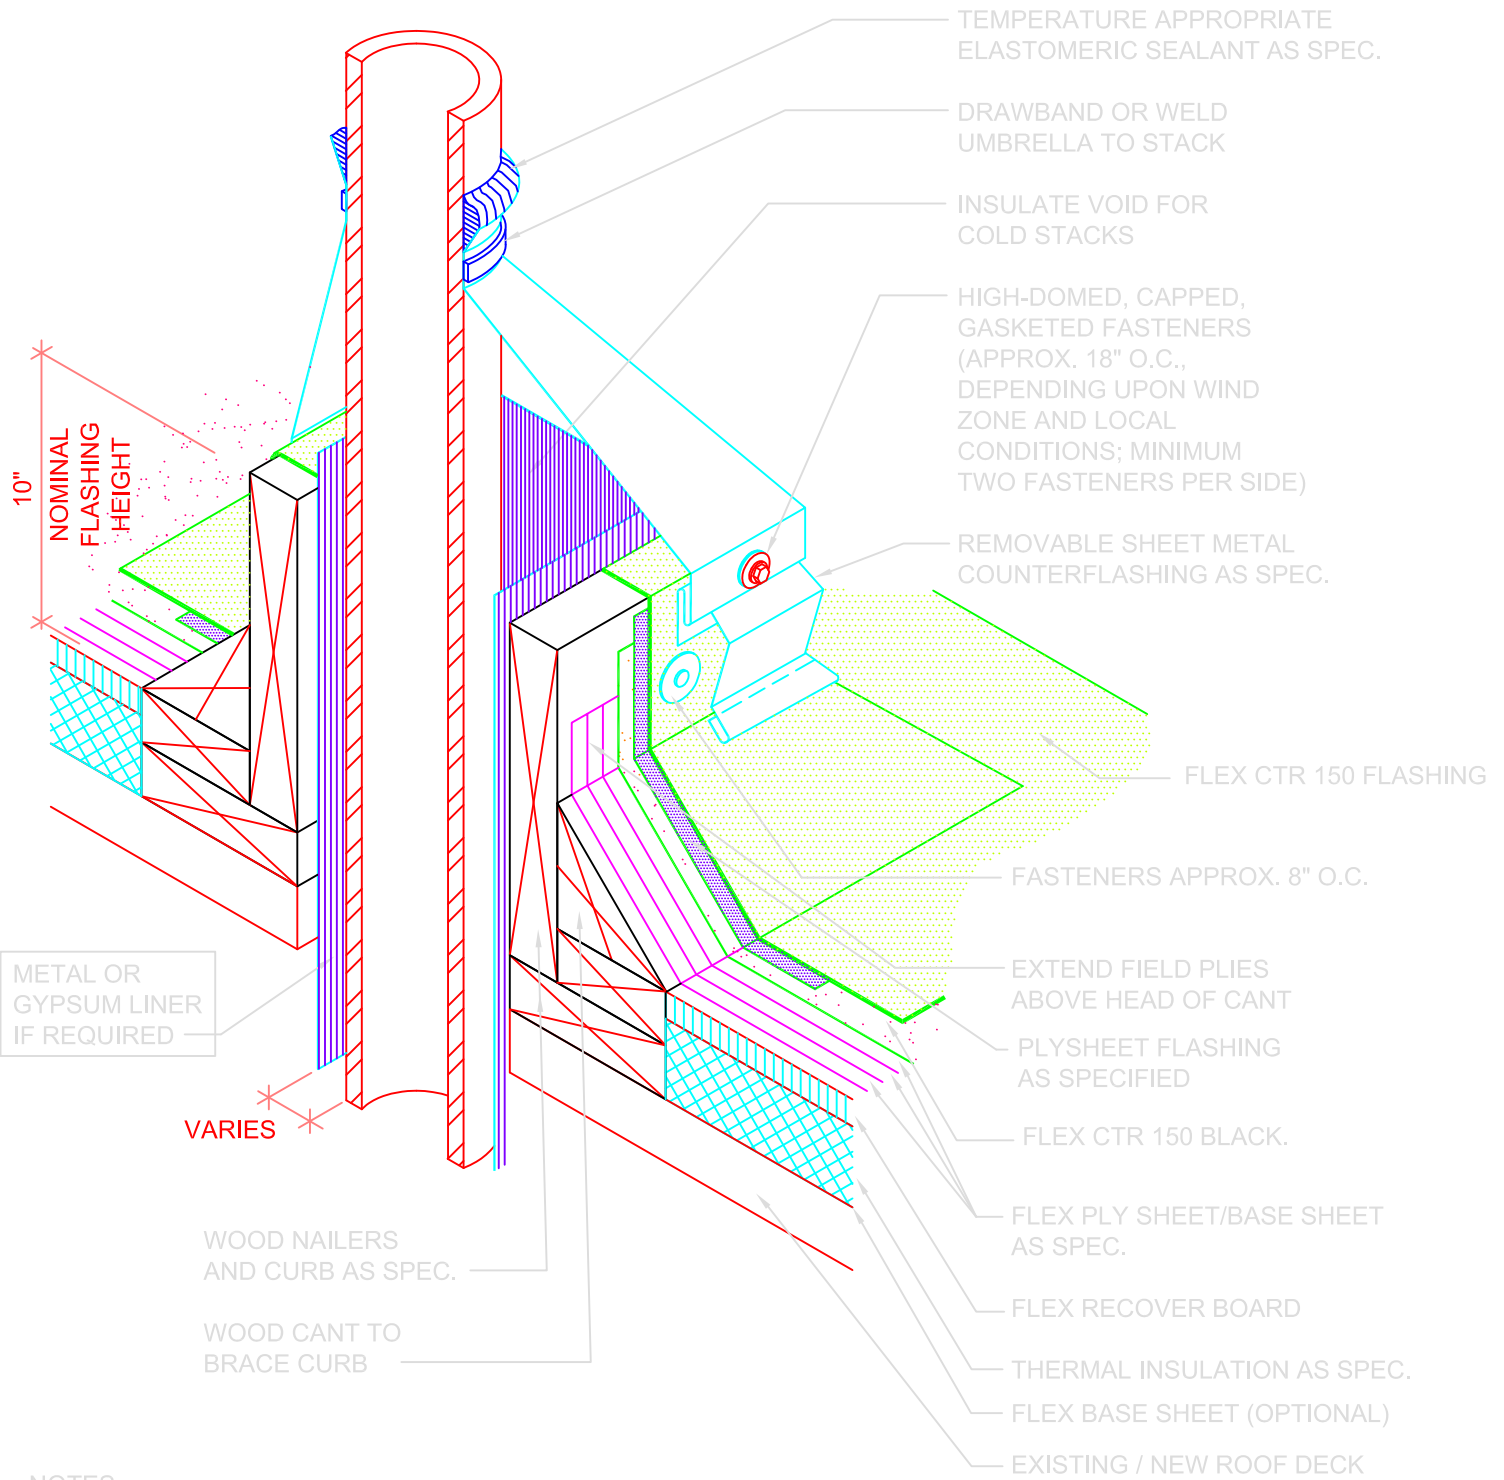 TEMPERATURE APPROPRIATE
ELASTOMERIC SEALANT AS SPEC.
DRAWBAND OR WELD
UMBRELLA TO STACK
INSULATE VOID FOR
COLD STACKS
HIGH-DOMED, CAPPED,
GASKETED FASTENERS
(APPROX. 18" O.C.,
DEPENDING UPON WIND
ZONE AND LOCAL
CONDITIONS; MINIMUM
TWO FASTENERS PER SIDE)
REMOVABLE SHEET METAL
COUNTERFLASHING AS SPEC.
10"
NOMINAL
FLASHING
HEIGHT
FLEX CTR 150 FLASHING
FASTENERS APPROX. 8" O.C.
EXTEND FIELD PLIES
ABOVE HEAD OF CANT
PLYSHEET FLASHING
AS SPECIFIED
FLEX CTR 150 BLACK.
FLEX PLY SHEET/BASE SHEET
AS SPEC.
FLEX RECOVER BOARD
THERMAL INSULATION AS SPEC.
FLEX BASE SHEET (OPTIONAL)
EXISTING / NEW ROOF DECK
METAL OR
GYPSUM LINER
IF REQUIRED
VARIES
WOOD NAILERS
AND CURB AS SPEC.
WOOD CANT TO
BRACE CURB